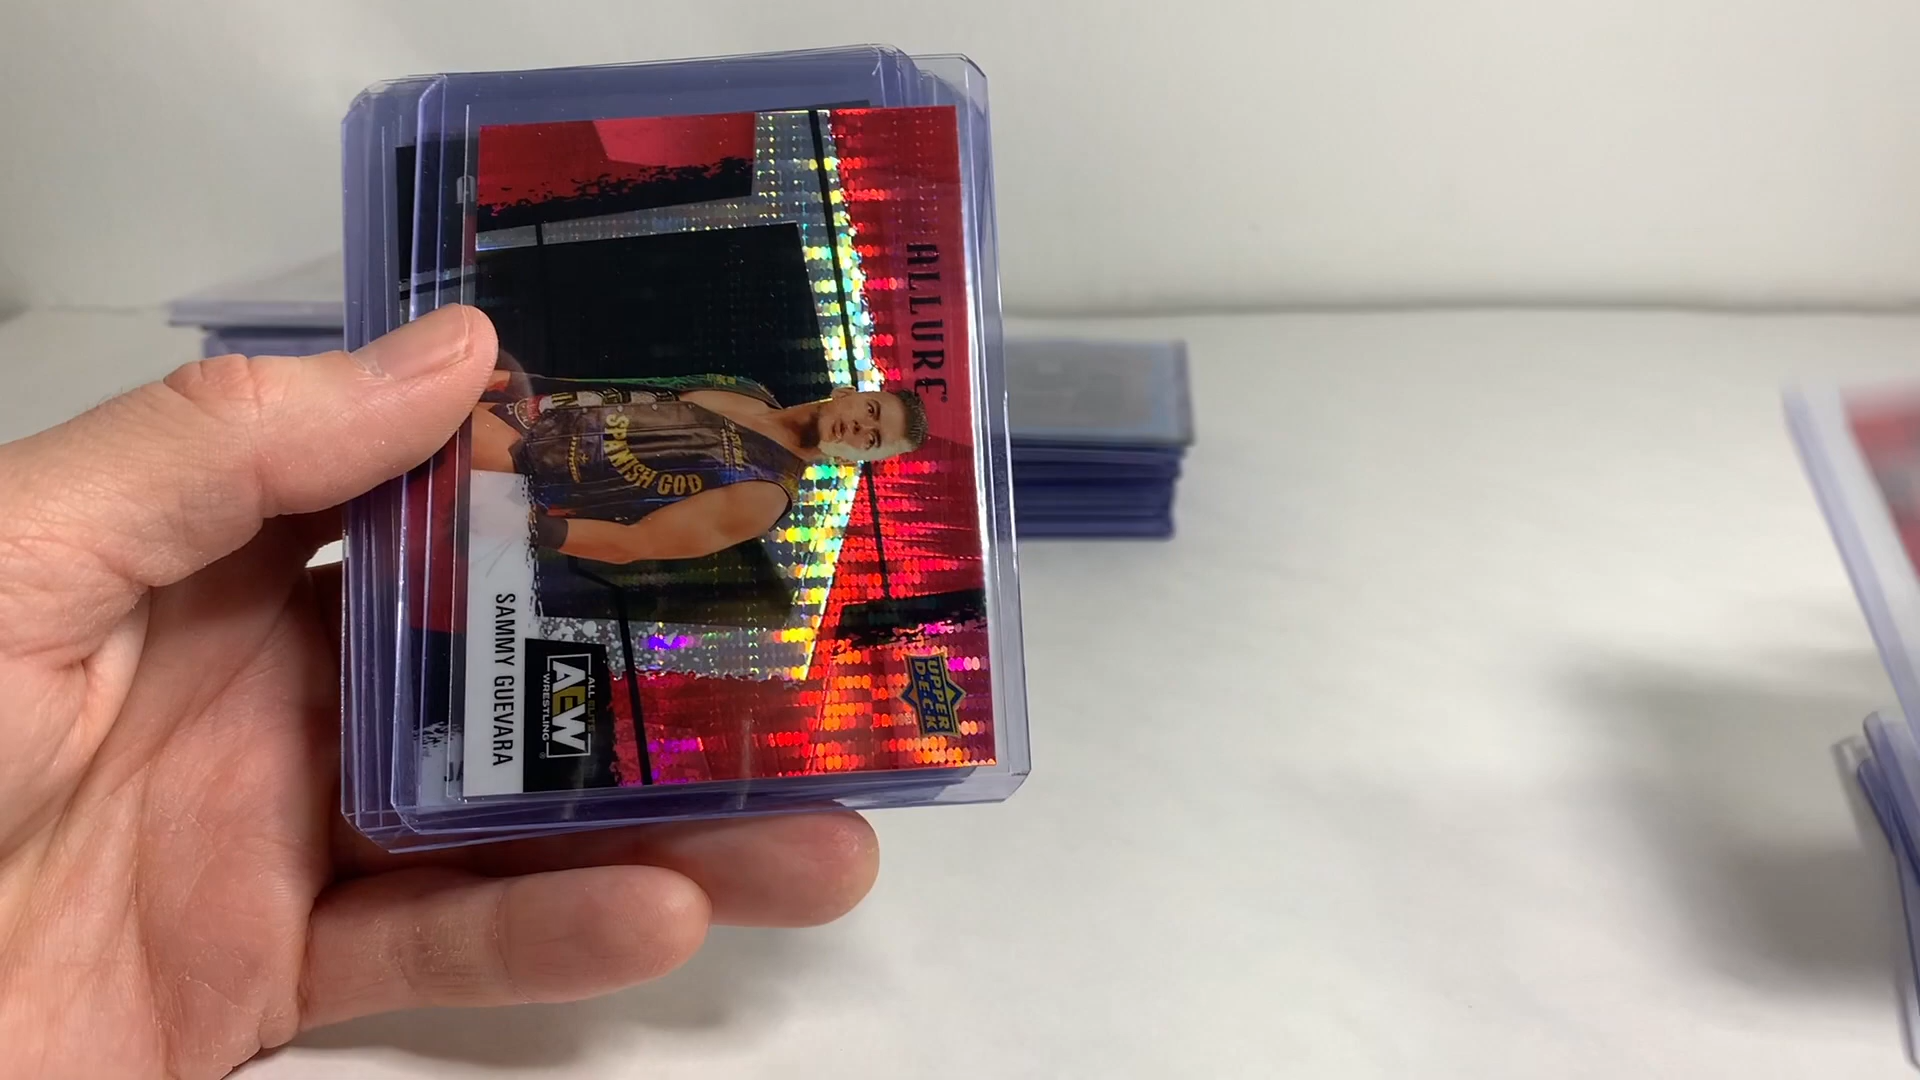 ALLURE
SPANISH GOD
UPPER
DECK
ALL ELITE
AEW
WRESTLING
SAMMY GUEVARA